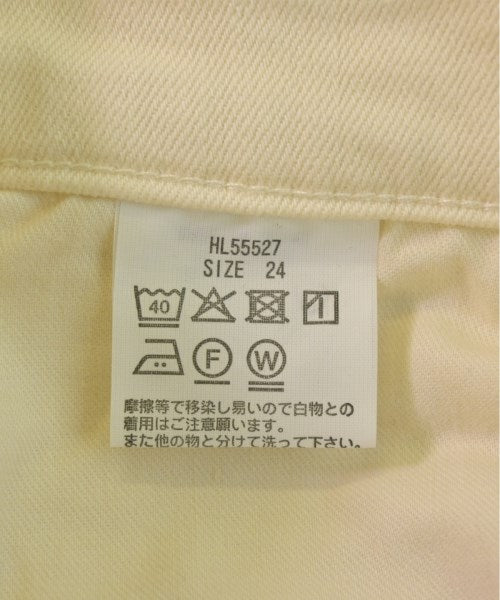 HL55527
SIZE 24
40
F W
摩擦等で移染し易いので白物との
着用はご注意願います。
また他の物と分けて洗って下さい。